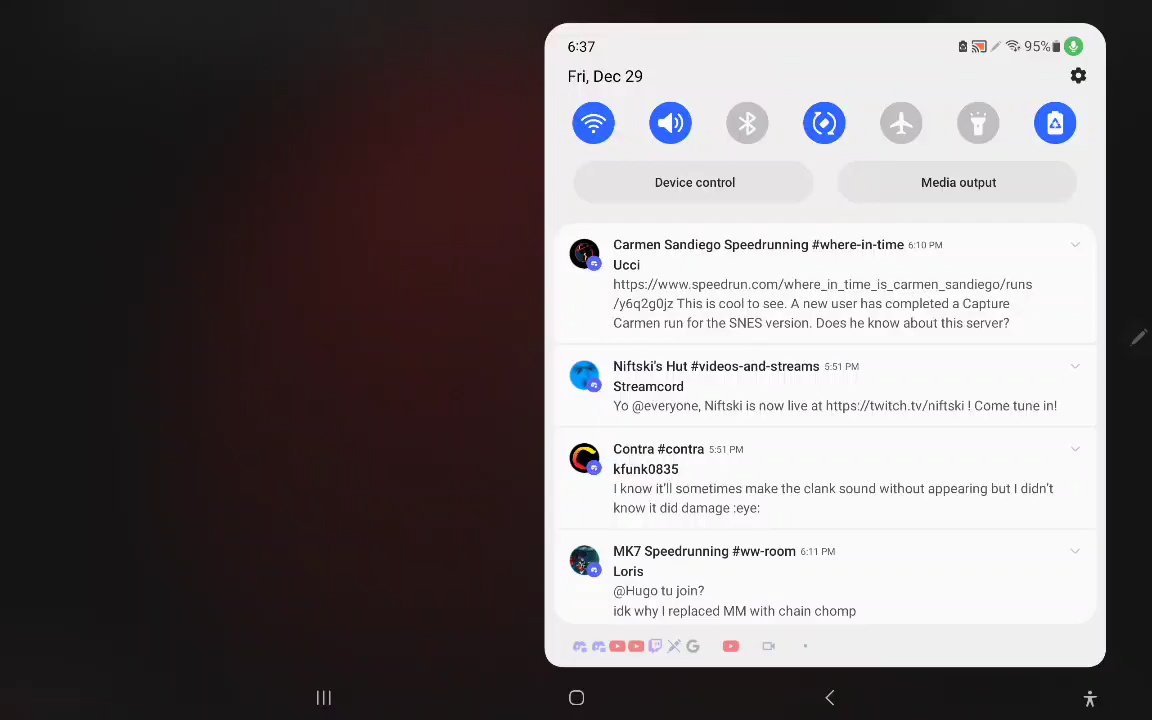 6:37
95%
Fri, Dec 29
Device control
Media output
Carmen Sandiego Speedrunning #where-in-time 6:10 PM
Ucci
https://www.speedrun.com/where_in_time_is_carmen_sandiego/runs
/y6q2g0jz This is cool to see. A new user has completed a Capture
Carmen run for the SNES version. Does he know about this server?
Niftski's Hut #videos-and-streams 5:51 PM
Streamcord
Yo @everyone, Niftski is now live at https://twitch.tv/niftski ! Come tune in!
Contra #contra 5:51 PM
kfunk0835
I know it'll sometimes make the clank sound without appearing but I didn't
know it did damage :eye:
MK7 Speedrunning #ww-room 6:11 PM
Loris
@Hugo tu join?
idk why I replaced MM with chain chomp